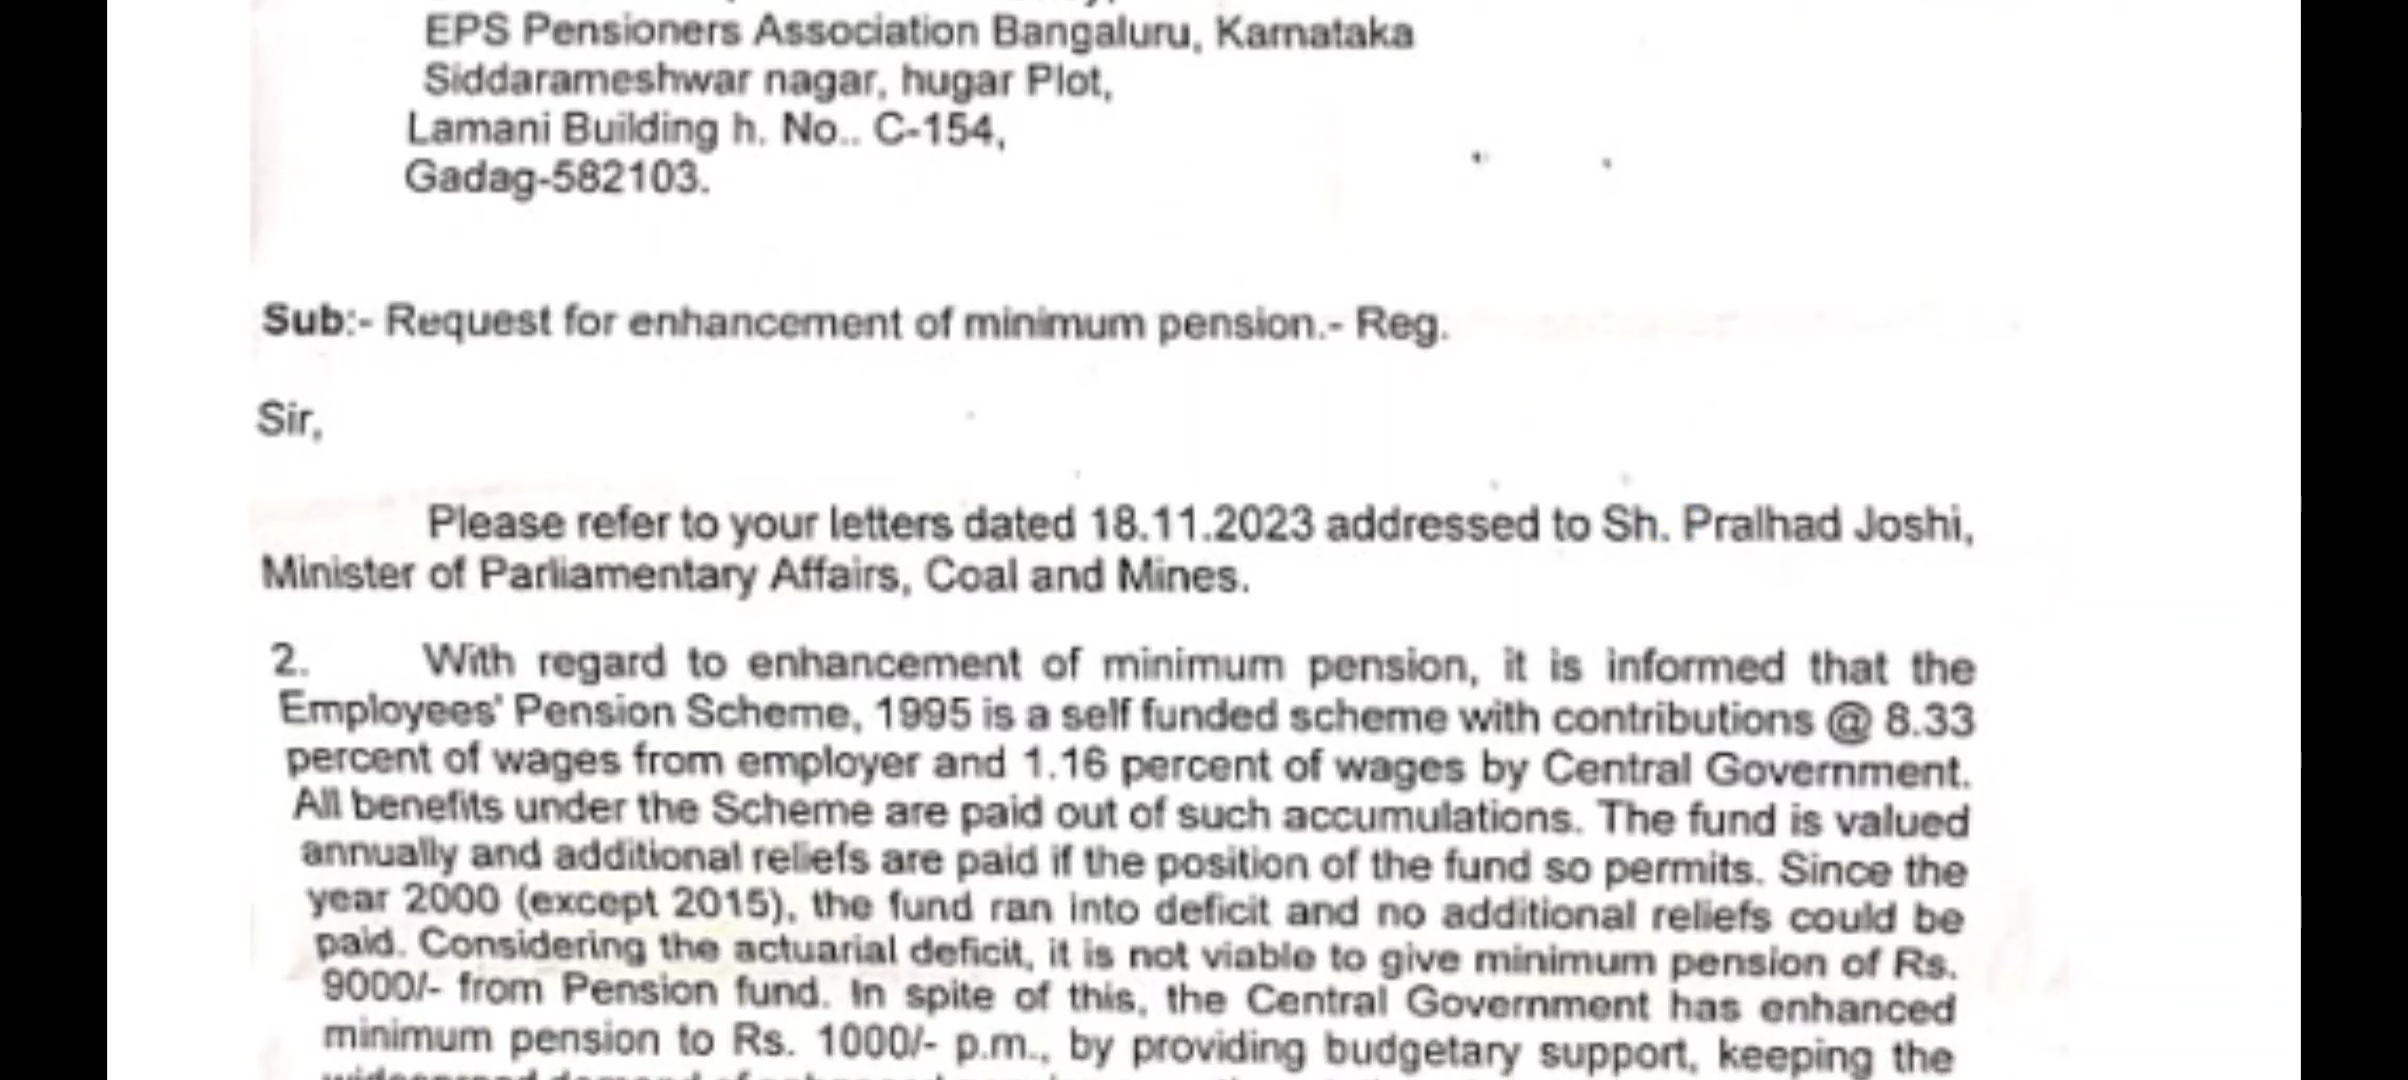 EPS Pensioners Association Bangaluru, Karnataka
Siddarameshwar nagar, hugar Plot,
Lamani Building h. No.. C-154,
Gadag-582103.
Sub:- Request for enhancement of minimum pension.- Reg.
Sir,
Please refer to your letters dated 18.11.2023 addressed to Sh. Pralhad Joshi,
Minister of Parliamentary Affairs, Coal and Mines.
2. With regard to enhancement of minimum pension, it is informed that the
Employees' Pension Scheme, 1995 is a self funded scheme with contributions @ 8.33
percent of wages from employer and 1.16 percent of wages by Central Government.
All benefits under the Scheme are paid out of such accumulations. The fund is valued
annually and additional reliefs are paid if the position of the fund so permits. Since the
year 2000 (except 2015), the fund ran into deficit and no additional reliefs could be
paid. Considering the actuarial deficit, it is not viable to give minimum pension of Rs.
9000/- from Pension fund. In spite of this, the Central Government has enhanced
minimum pension to Rs. 1000/- p.m., by providing budgetary support, keeping the